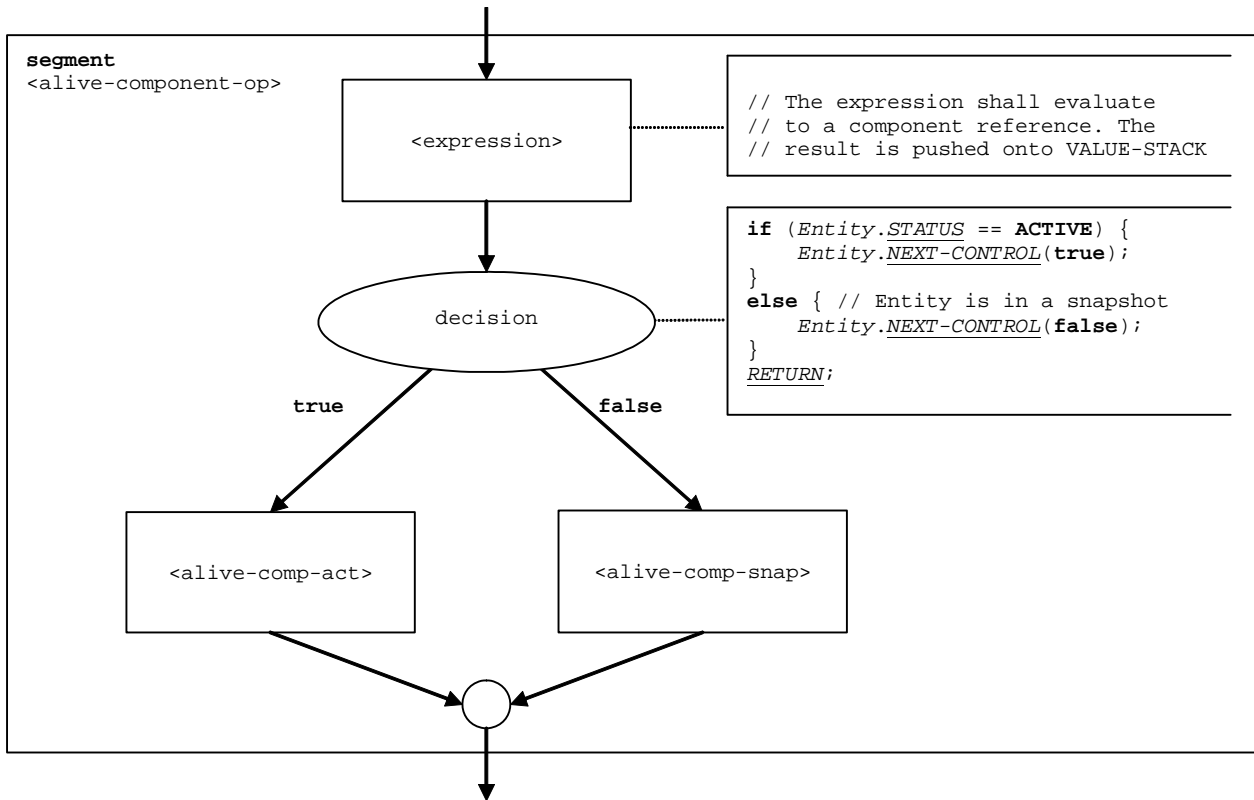 segment
<alive-component-op>
<expression>
// The expression shall evaluate
// to a component reference. The
// result is pushed onto VALUE-STACK
decision
if (Entity.STATUS == ACTIVE) {
Entity.NEXT-CONTROL(true);
}
else { // Entity is in a snapshot
Entity.NEXT-CONTROL(false);
}
RETURN;
true
false
<alive-comp-act>
<alive-comp-snap>